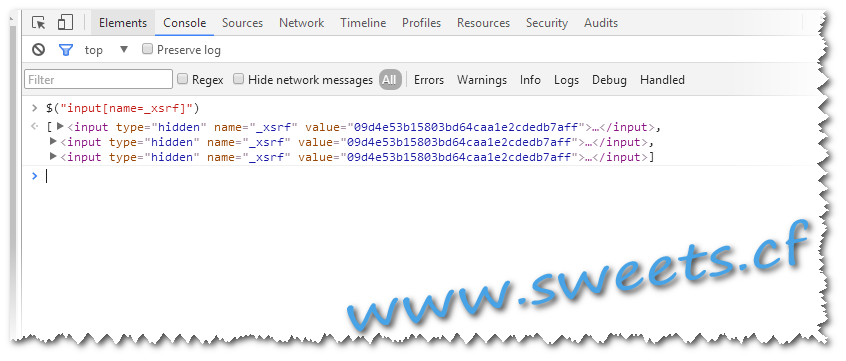 Elements Console Sources Network Timeline Profiles Resources Security Audits
top ▼ Preserve log
Filter Regex Hide network messages All Errors Warnings Info Logs Debug Handled
> $("input[name=_xsrf]")
[▶<input type="hidden" name="_xsrf" value="09d4e53b15803bd64caa1e2cdedb7aff">…</input>,
▶<input type="hidden" name="_xsrf" value="09d4e53b15803bd64caa1e2cdedb7aff">…</input>,
▶<input type="hidden" name="_xsrf" value="09d4e53b15803bd64caa1e2cdedb7aff">…</input>]
>
www.sweets.cf